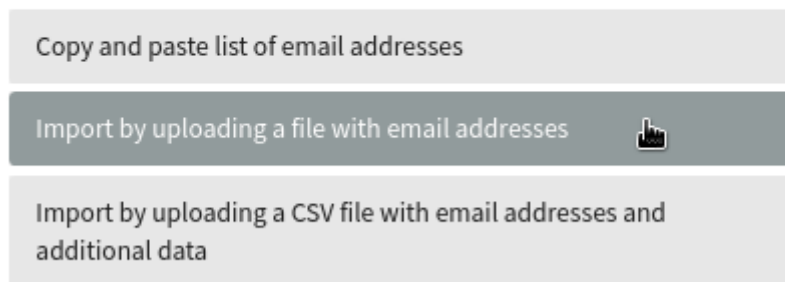 Copy and paste list of email addresses
Import by uploading a file with email addresses
Import by uploading a CSV file with email addresses and
additional data